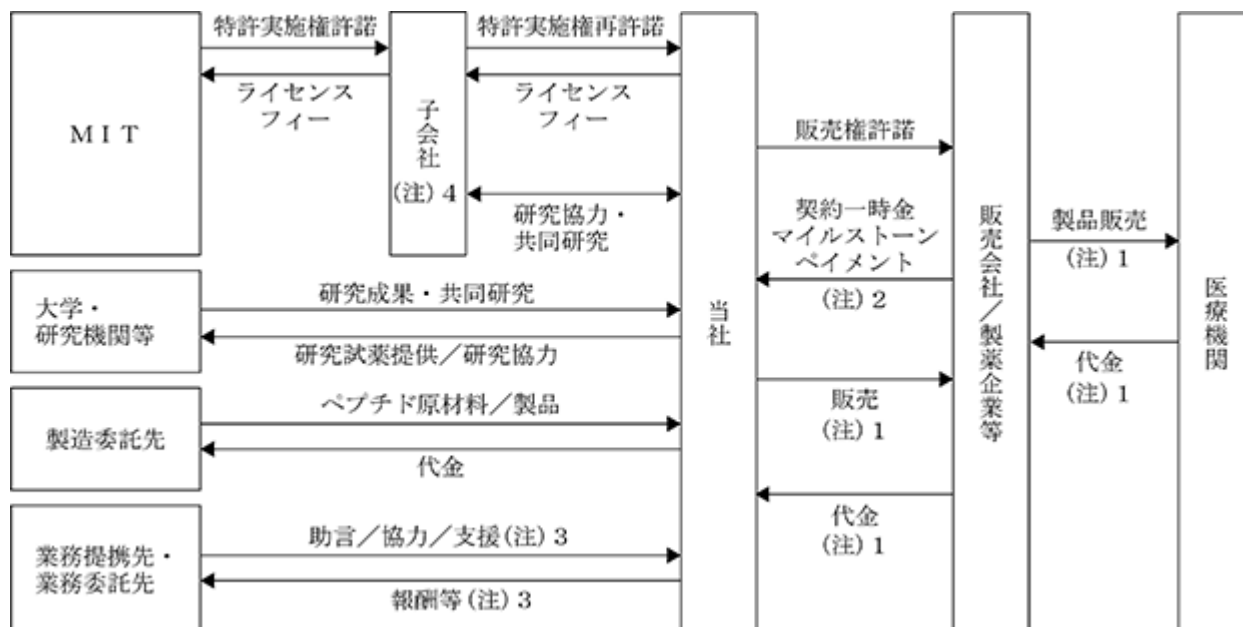 特許実施権許諾
特許実施権再許諾
ライセンス
フィー
ライセンス
フィー
MIT
子会社
(注)4
研究協力・
共同研究
大学・
研究機関等
研究成果・共同研究
研究試薬提供／研究協力
製造委託先
ペプチド原材料／製品
代金
業務提携先・
業務委託先
助言／協力／支援(注)3
報酬等(注)3
当社
販売権許諾
契約一時金
マイルストーン
ペイメント
(注)2
販売
(注)1
代金
(注)1
販売会社／製薬企業等
製品販売
(注)1
代金
(注)1
医療機関